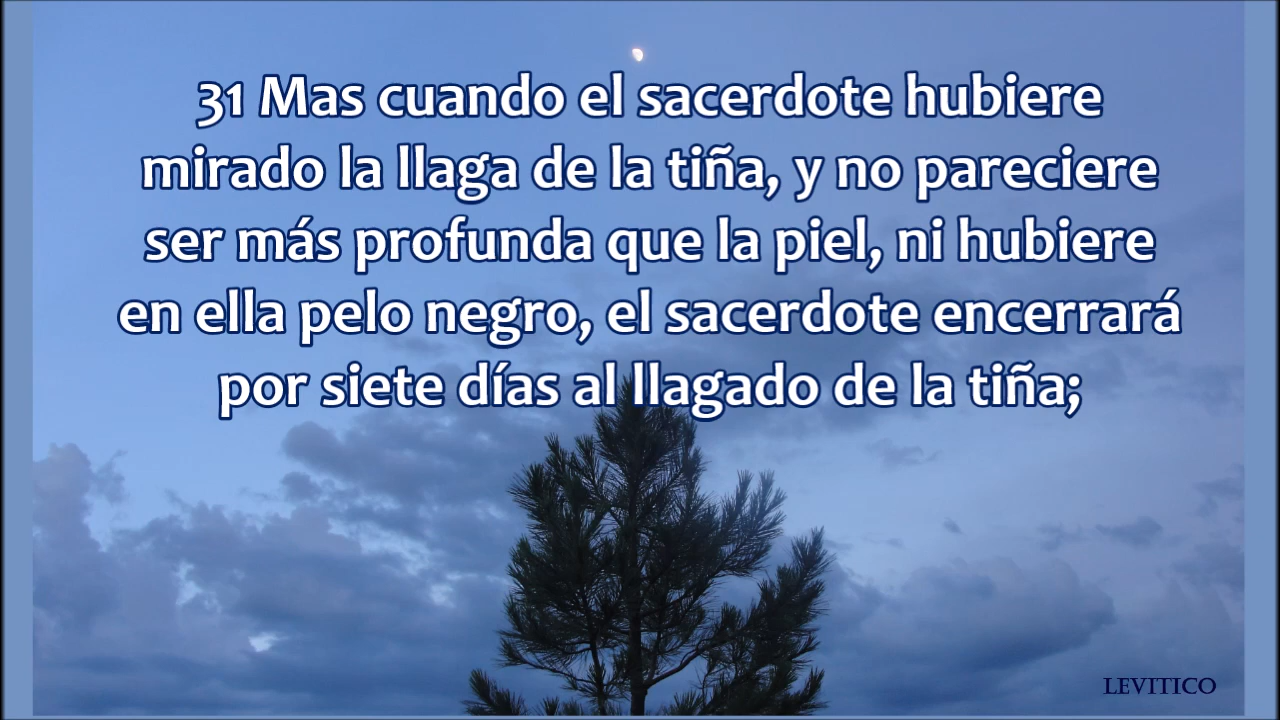 31 Mas cuando el sacerdote hubiere
mirado la llaga de la tiña, y no pareciere
ser más profunda que la piel, ni hubiere
en ella pelo negro, el sacerdote encerrará
por siete días al llagado de la tiña;
LEVITICO